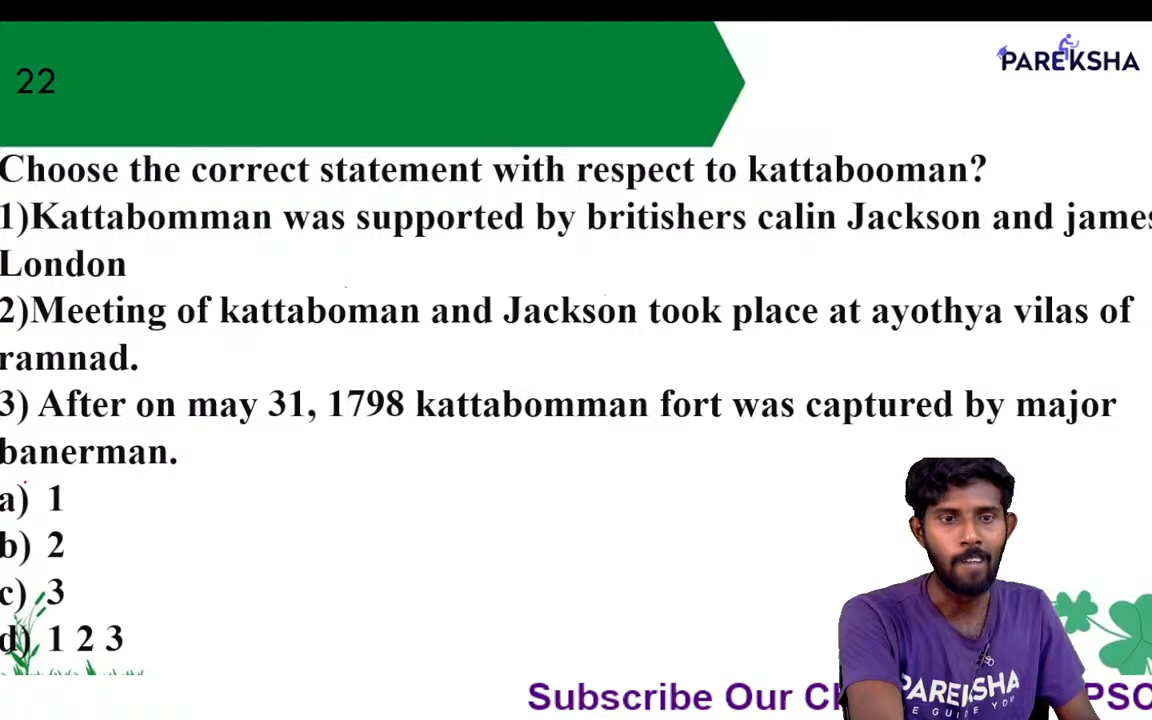 22
PAREKSHA
Choose the correct statement with respect to kattabooman?
1)Kattabomman was supported by britishers calin Jackson and james
London
2)Meeting of kattaboman and Jackson took place at ayothya vilas of
ramnad.
3) After on may 31, 1798 kattabomman fort was captured by major
banerman.
a) 1
b) 2
c) 3
d) 1 2 3
PAREKSHA
Subscribe Our